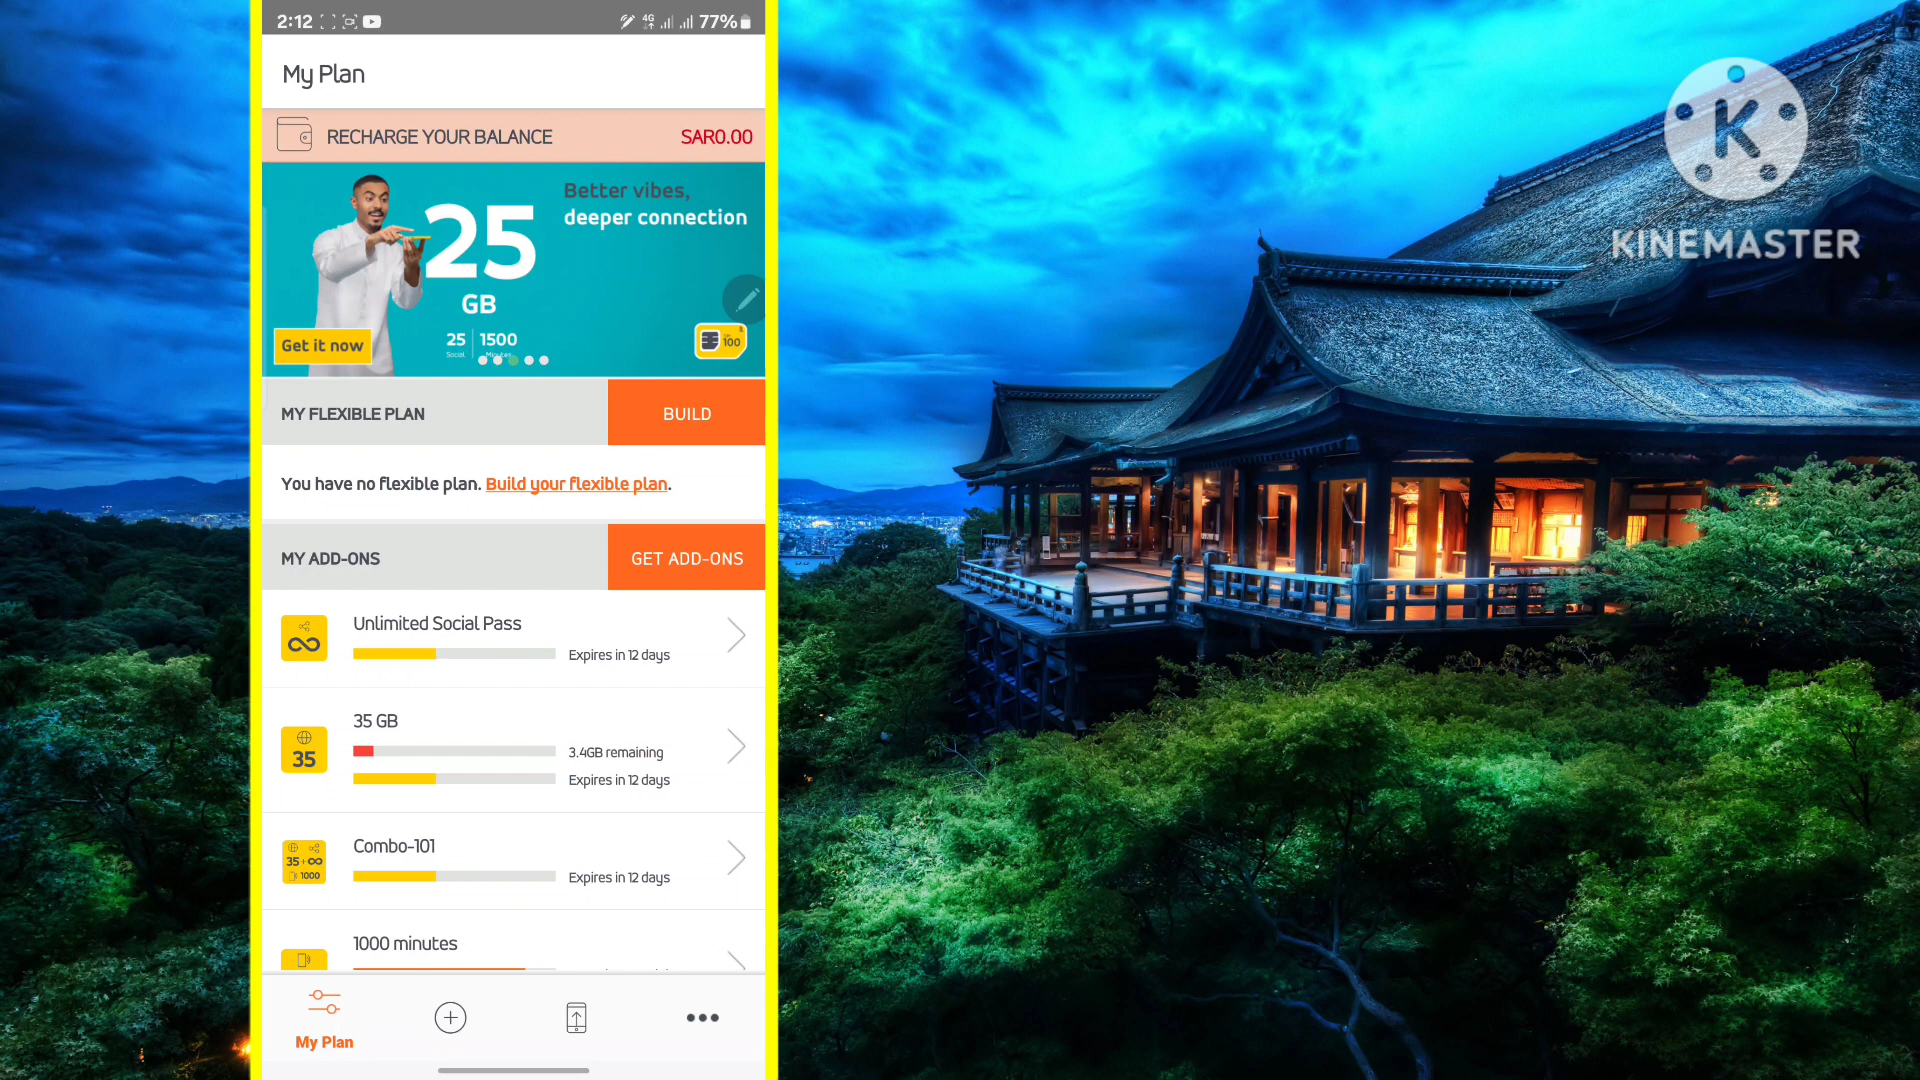 2:12
4G
77%
My Plan
RECHARGE YOUR BALANCE
SAR0.00
Better vibes,
deeper connection
25
GB
25
Social
1500
Minutes
Get it now
100
MY FLEXIBLE PLAN
BUILD
You have no flexible plan. Build your flexible plan.
MY ADD-ONS
GET ADD-ONS
Unlimited Social Pass
Expires in 12 days
35 GB
35
3.4GB remaining
Expires in 12 days
Combo-101
35 + ∞
1000
Expires in 12 days
1000 minutes
My Plan
K
KINEMASTER